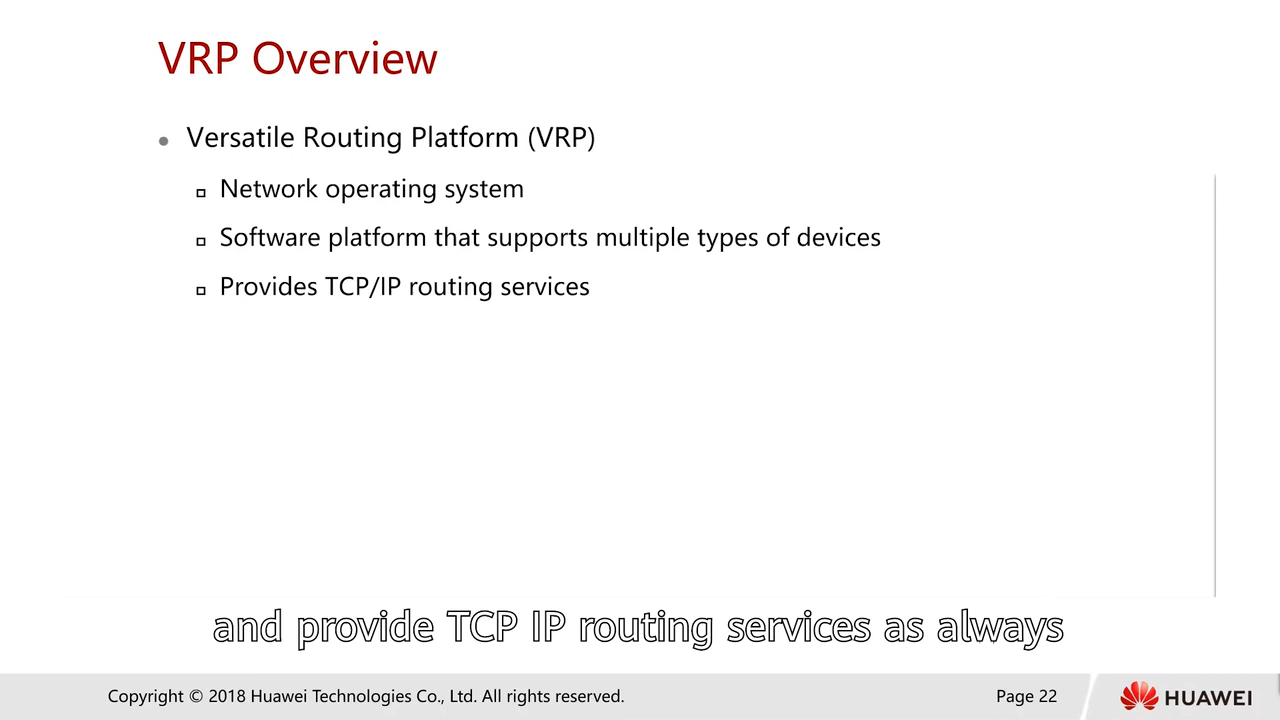 VRP Overview
Versatile Routing Platform (VRP)
Network operating system
Software platform that supports multiple types of devices
Provides TCP/IP routing services
and provide TCP IP routing services as always
Copyright © 2018 Huawei Technologies Co., Ltd. All rights reserved.
Page 22
HUAWEI